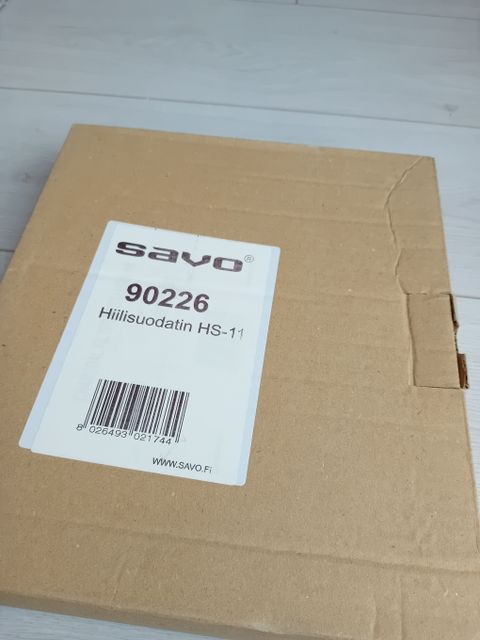 savo®
90226
Hiilisuodatin HS-11
8 026493 021744
WWW.SAVO.Fi